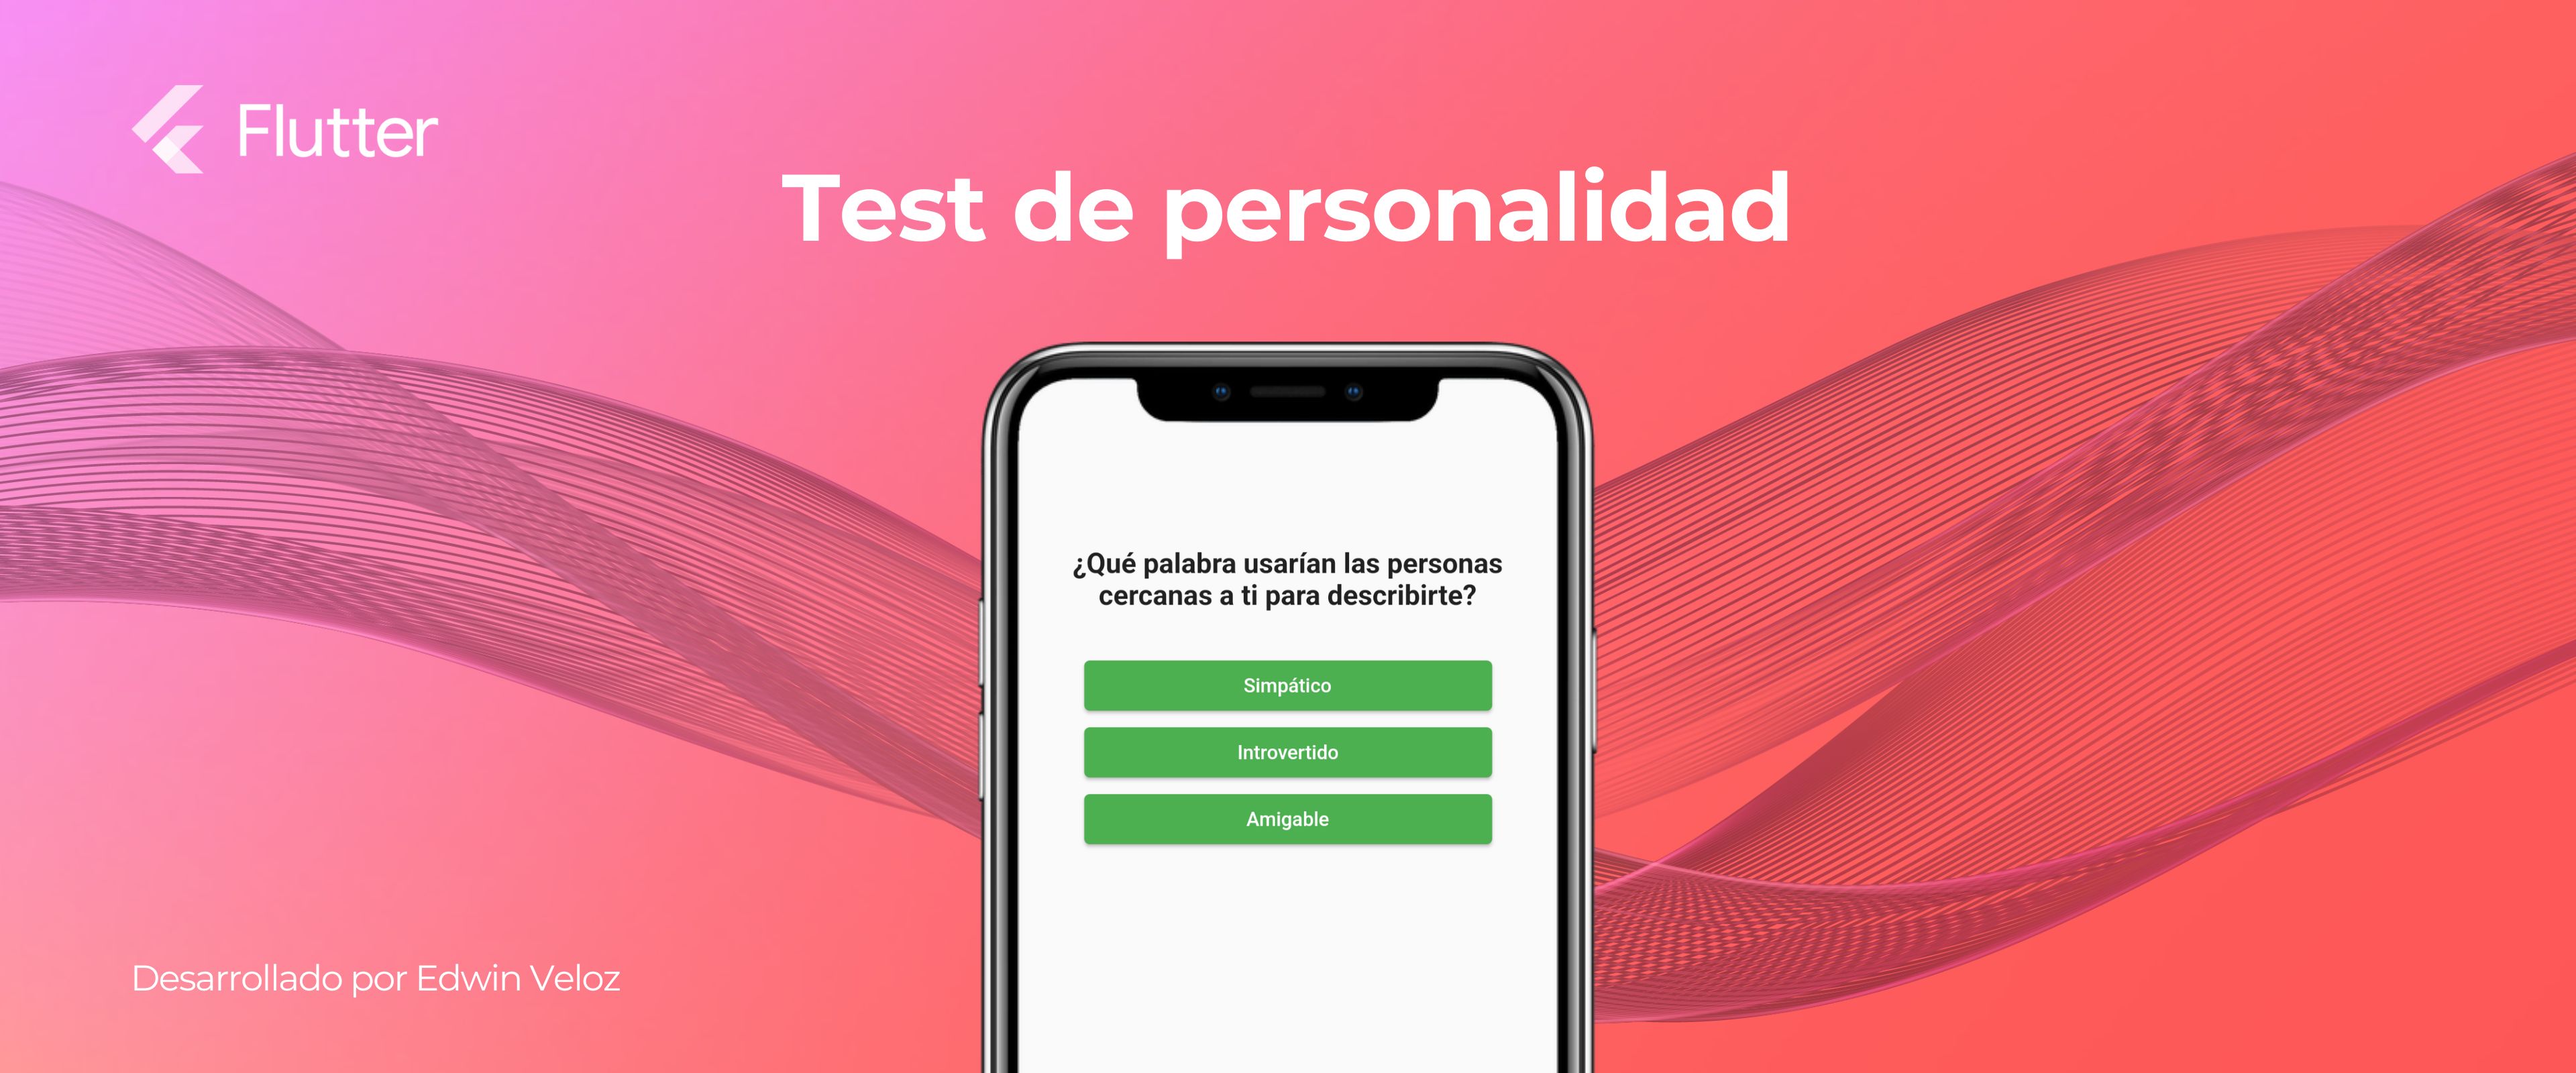 Flutter
Test de personalidad
¿Qué palabra usarían las personas
cercanas a ti para describirte?
Simpático
Introvertido
Amigable
Desarrollado por Edwin Veloz